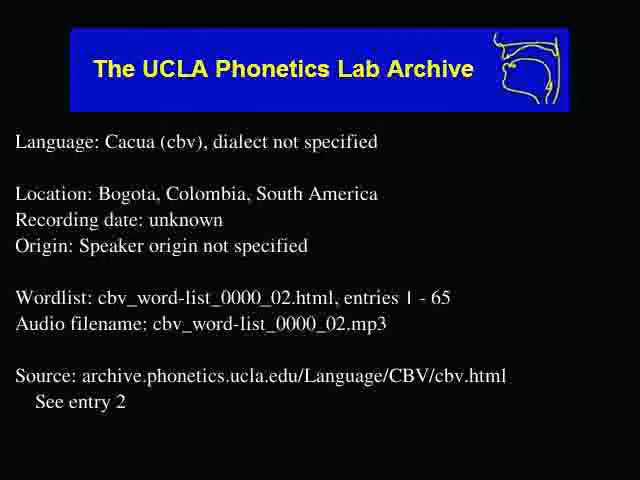 The UCLA Phonetics Lab Archive
Language: Cacua (cbv), dialect not specified
Location: Bogota, Colombia, South America
Recording date: unknown
Origin: Speaker origin not specified
Wordlist: cbv_word-list_0000_02.html, entries 1 - 65
Audio filename: cbv_word-list_0000_02.mp3
Source: archive.phonetics.ucla.edu/Language/CBV/cbv.html
See entry 2